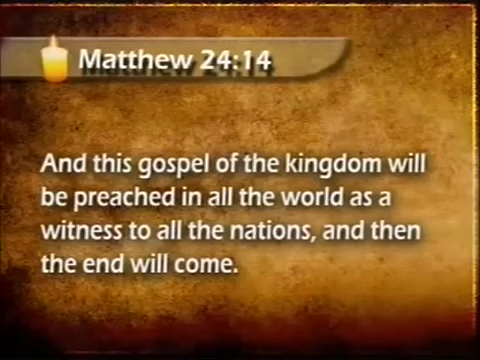 Matthew 24:14
And this gospel of the kingdom will
be preached in all the world as a
witness to all the nations, and then
the end will come.